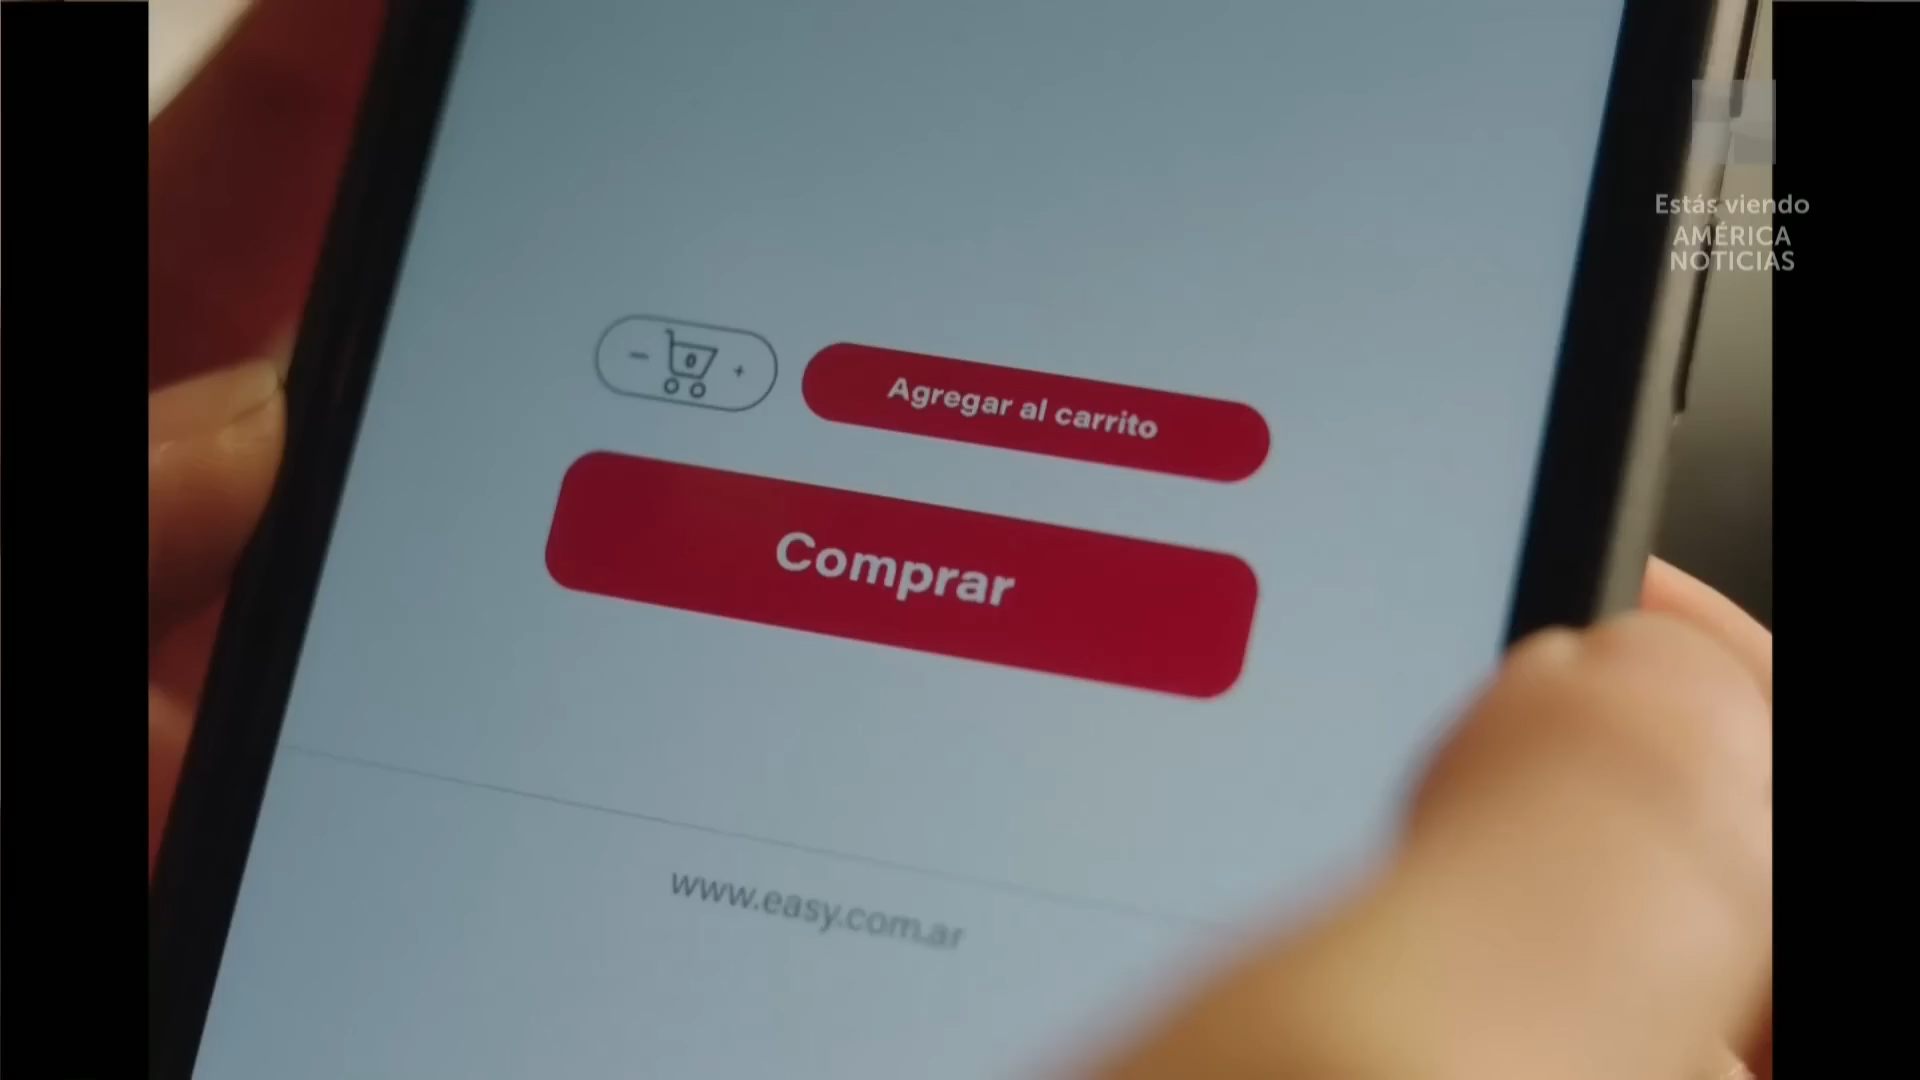 Estás viendo
AMÉRICA
NOTICIAS
- 0 +
Agregar al carrito
Comprar
www.easy.com.ar